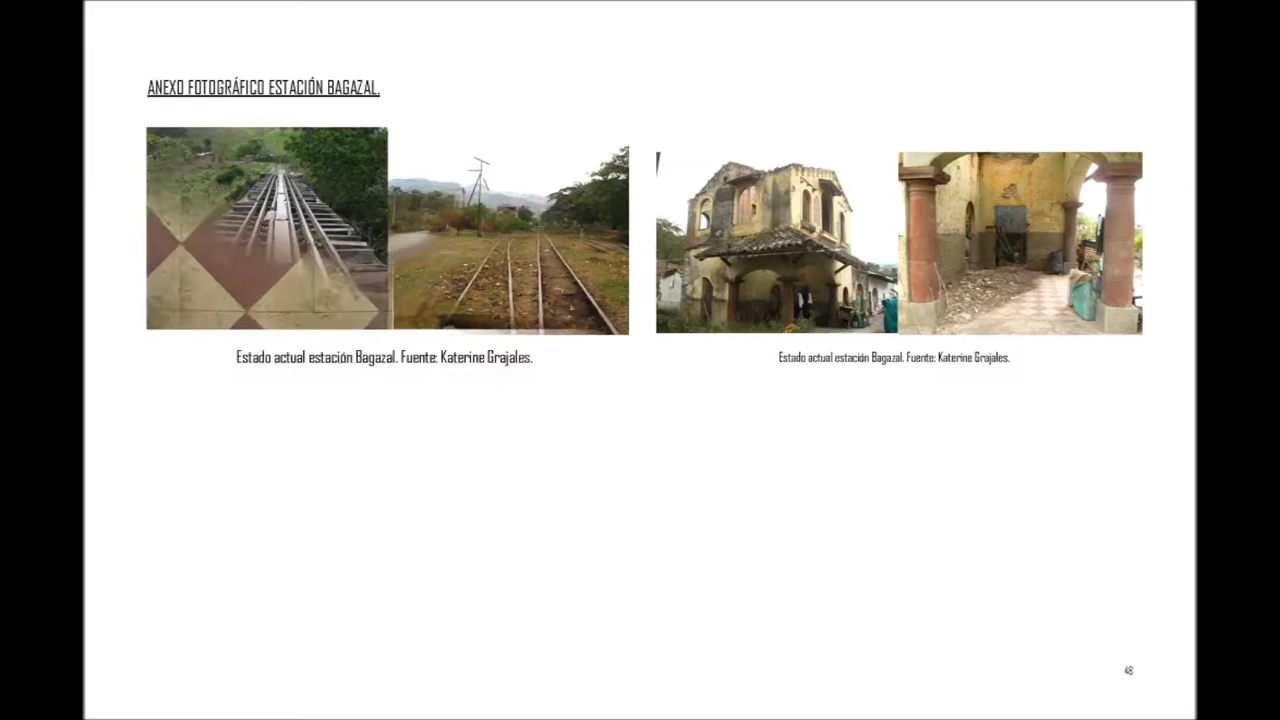 ANEXO FOTOGRÁFICO ESTACIÓN BAGAZAL.
Estado actual estación Bagazal. Fuente: Katerine Grajales.
Estado actual estación Bagazal. Fuente: Katerine Grajales.
48